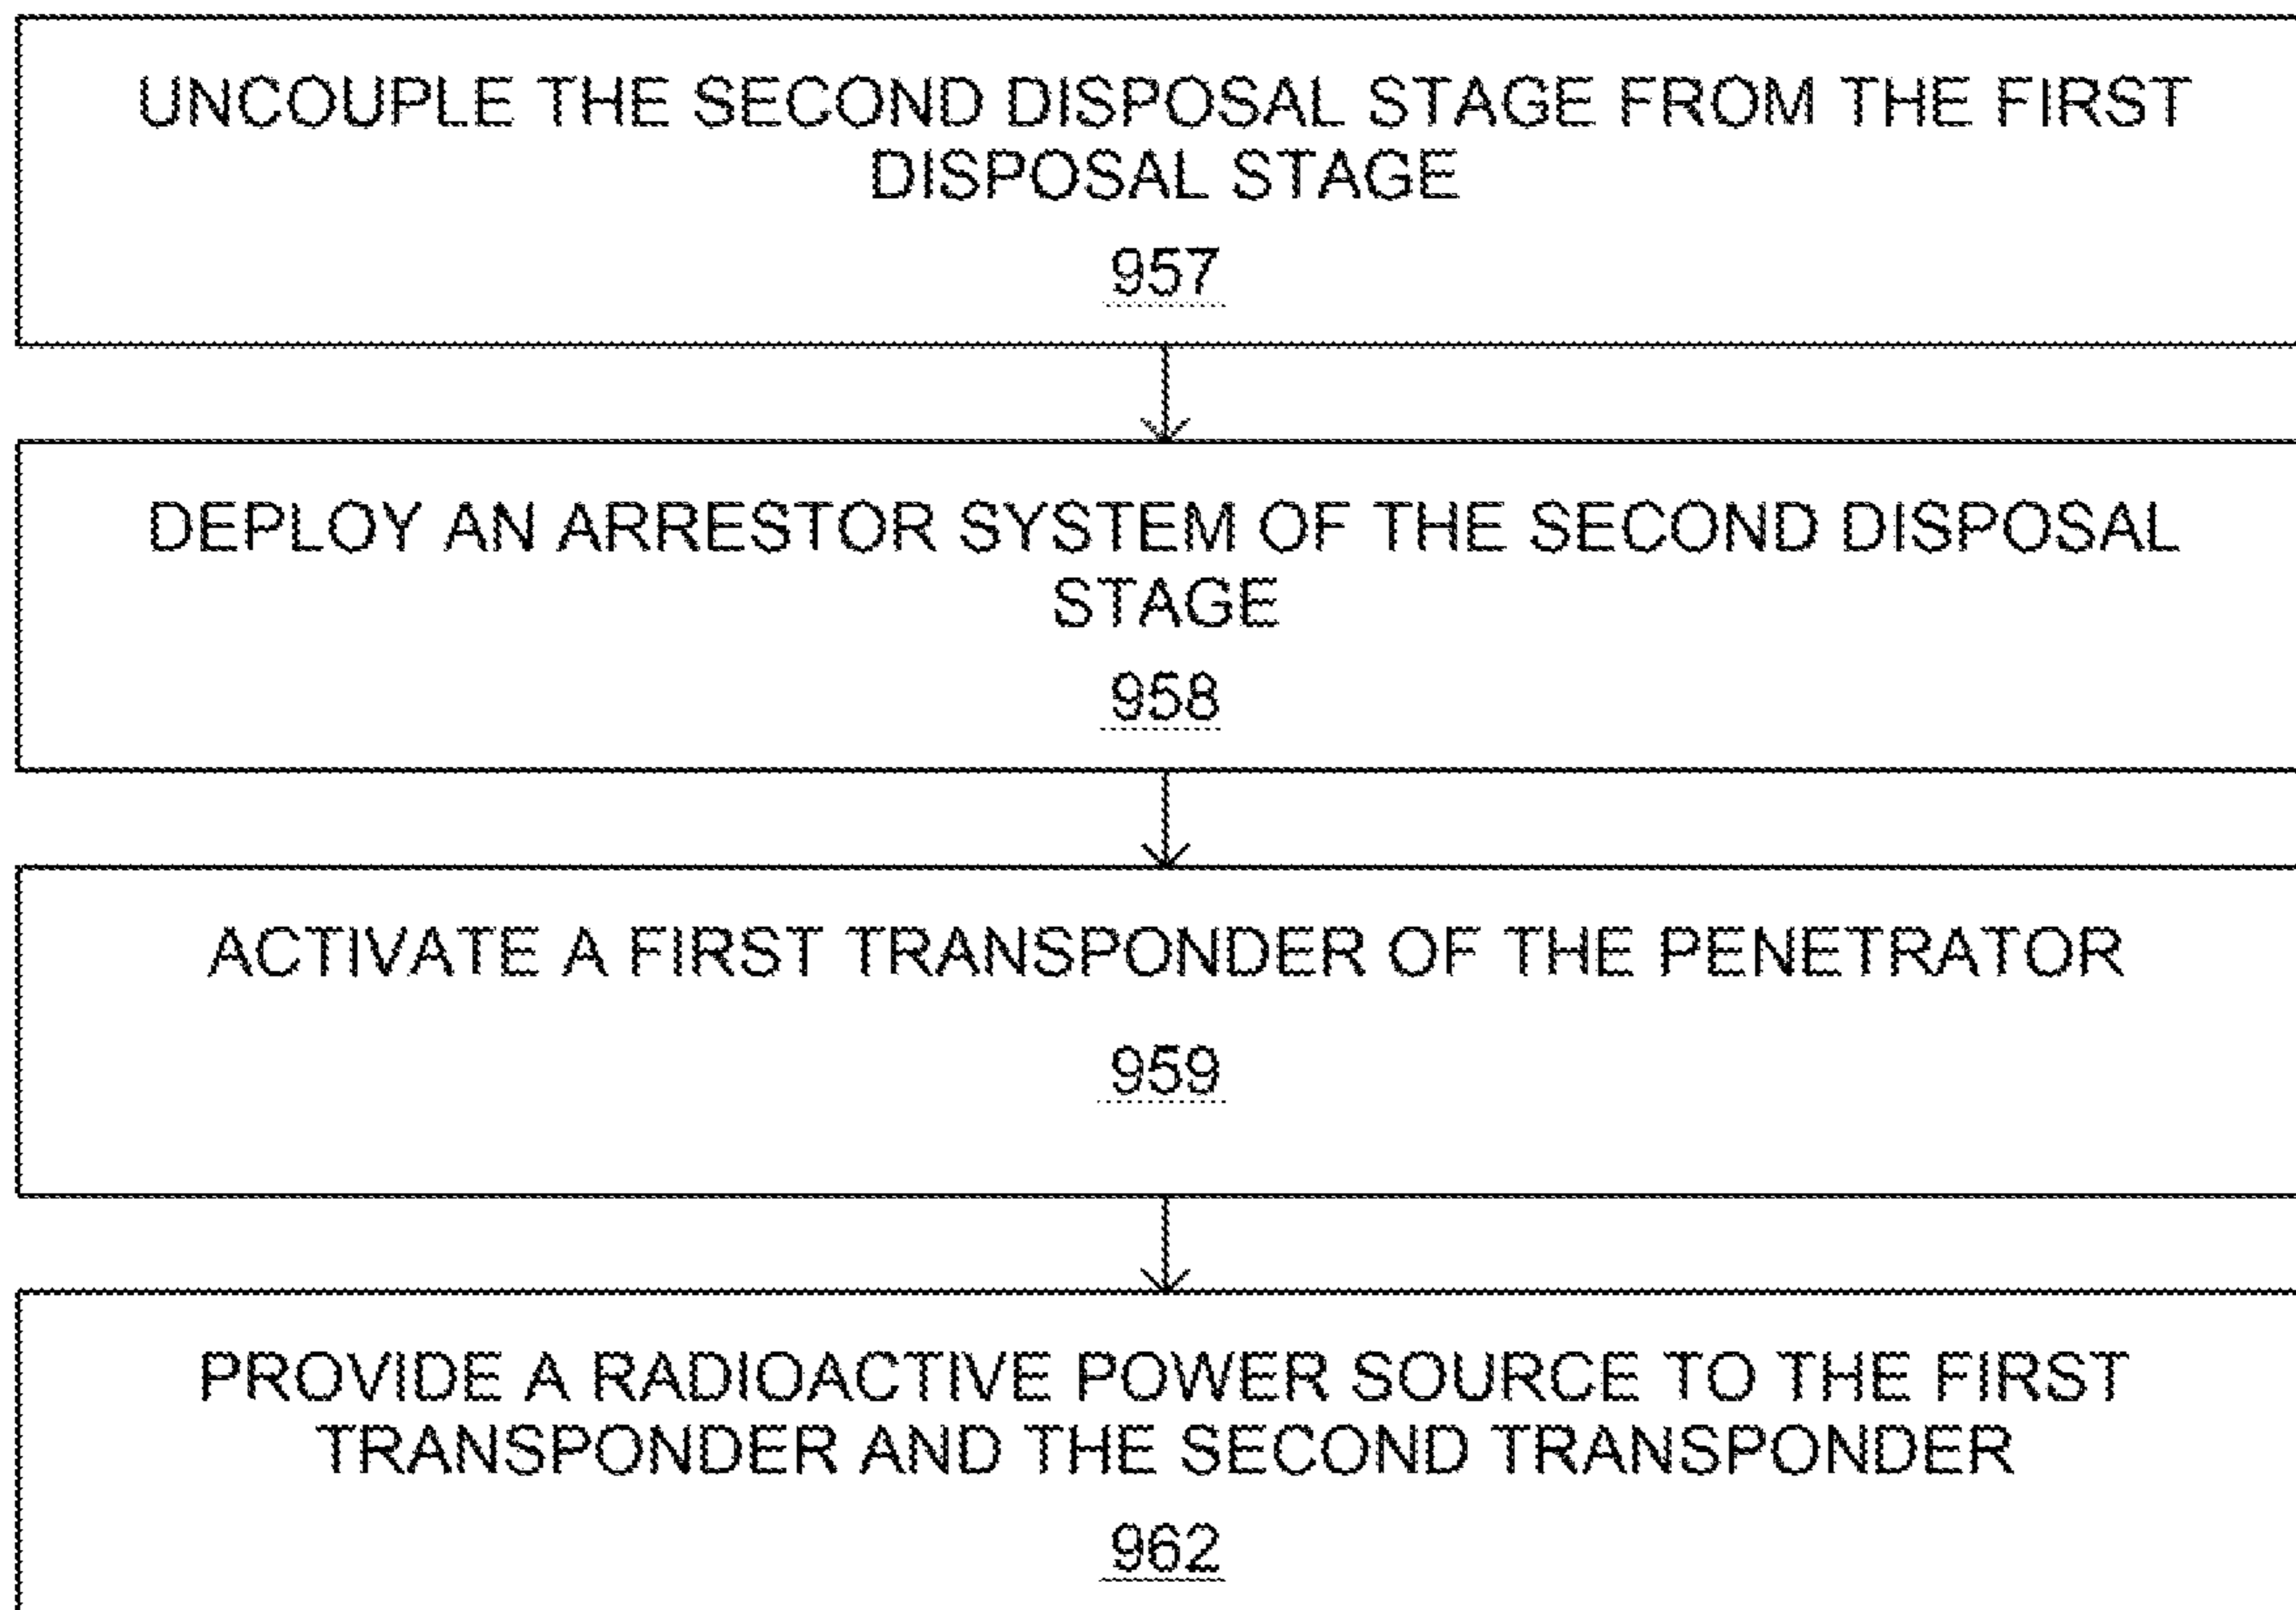 UNCOUPLE THE SECOND DISPOSAL STAGE FROM THE FIRST
DISPOSAL STAGE
957
DEPLOY AN ARRESTOR SYSTEM OF THE SECOND DISPOSAL
STAGE
958
ACTIVATE A FIRST TRANSPONDER OF THE PENETRATOR
959
PROVIDE A RADIOACTIVE POWER SOURCE TO THE FIRST
TRANSPONDER AND THE SECOND TRANSPONDER
962